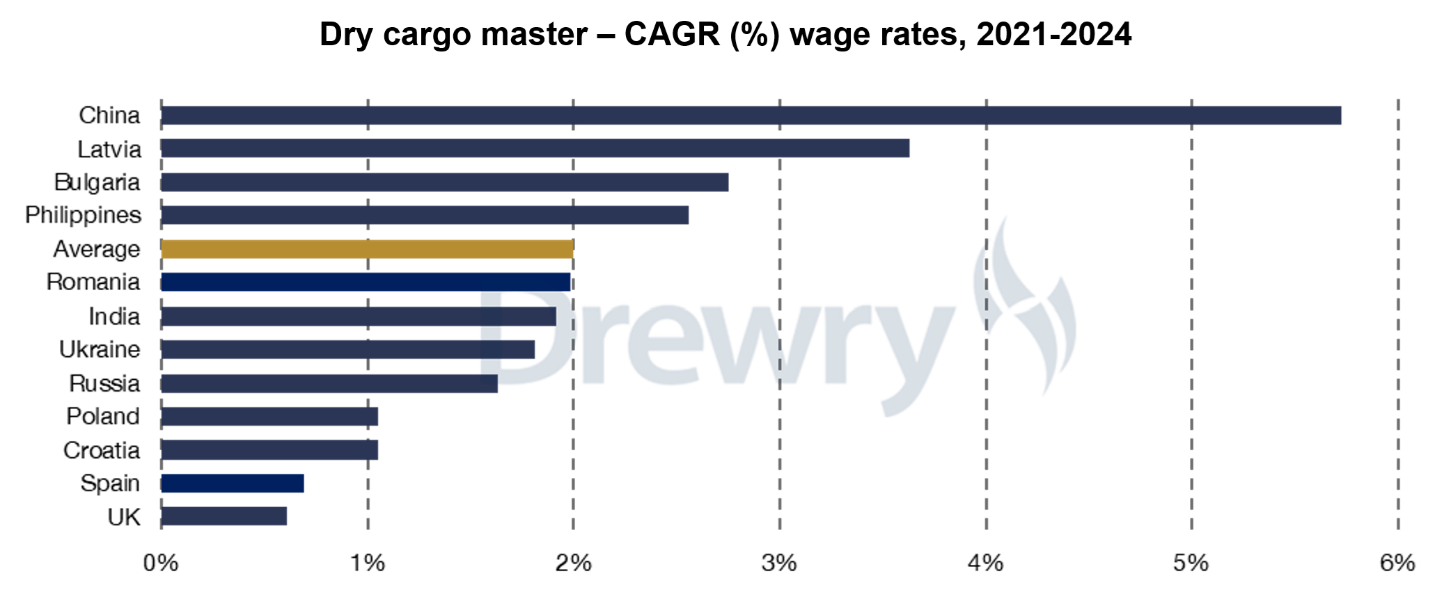 Dry cargo master – CAGR (%) wage rates, 2021-2024
China
Latvia
Bulgaria
Philippines
Average
Romania
India
Ukraine
Russia
Poland
Croatia
Spain
UK
Drewry
0% 1% 2% 3% 4% 5% 6%